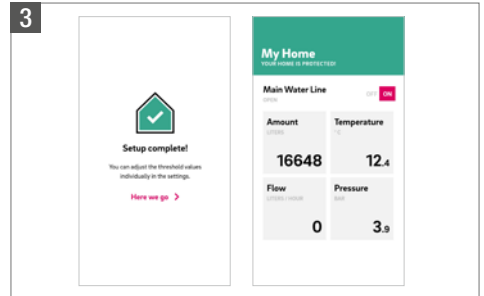 3
Setup complete!
You can adjust the threshold values
individually in the settings.
Here we go
My Home
YOUR HOME IS PROTECTED!
Main Water Line
OPEN
OFF ON
Amount
LITERS
16648
Temperature
°C
12.4
Flow
LITERS / HOUR
0
Pressure
BAR
3.9